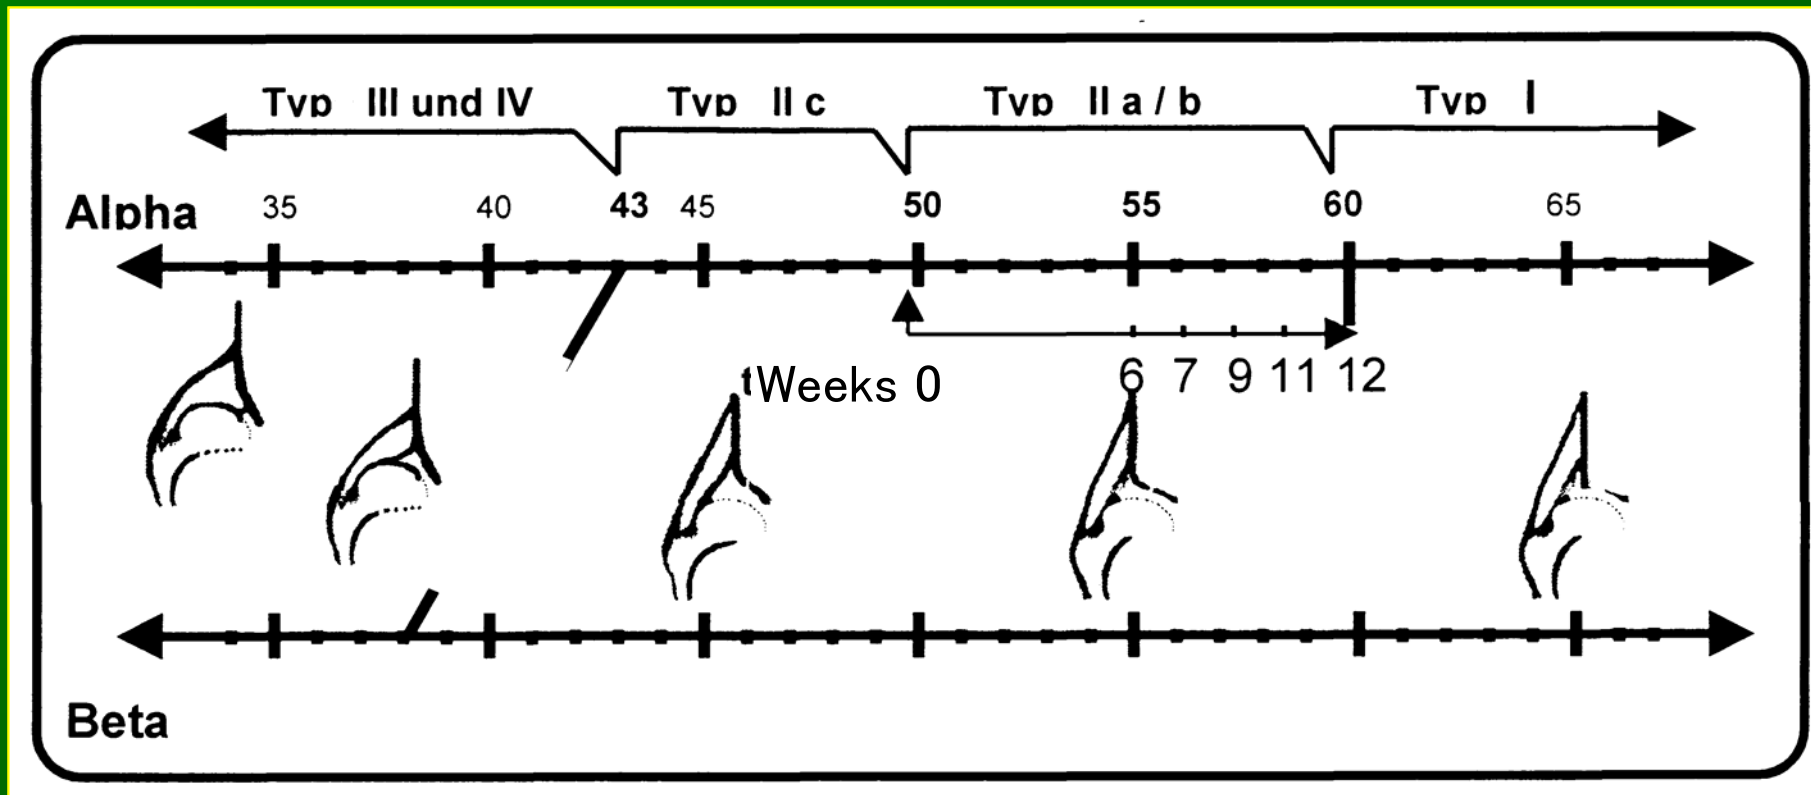 Typ III und IV Typ II c Typ II a / b Typ I
Alpha 35 40 43 45 50 55 60 65
tWeeks 0 6 7 9 11 12
Beta